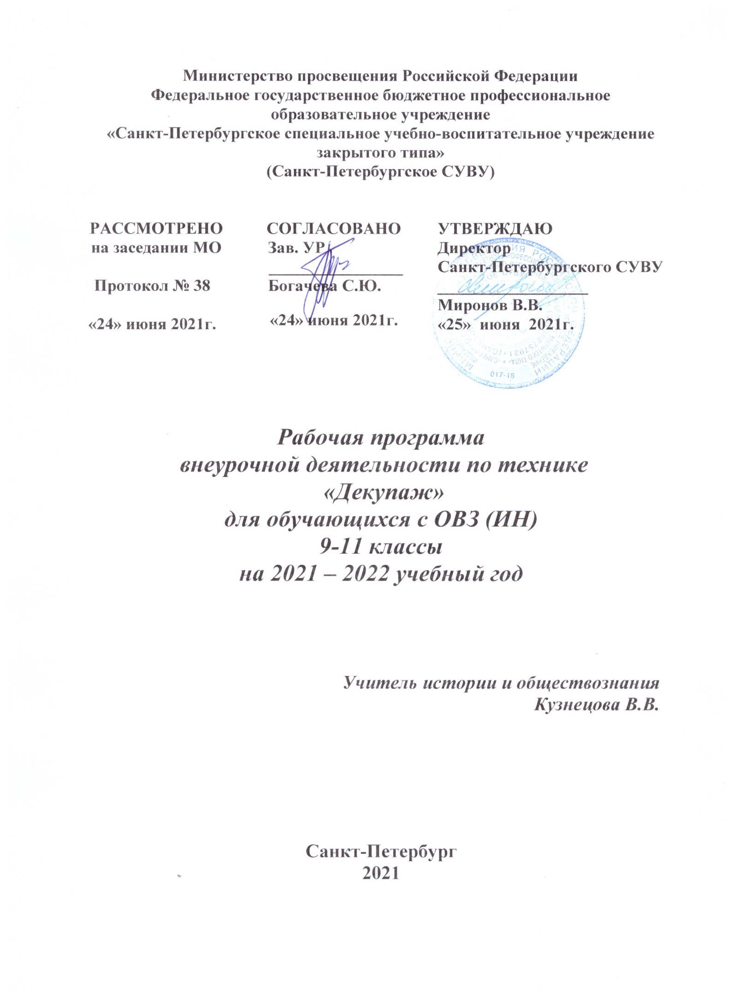 Министерство просвещения Российской Федерации
Федеральное государственное бюджетное профессиональное
образовательное учреждение
«Санкт-Петербургское специальное учебно-воспитательное учреждение
закрытого типа»
(Санкт-Петербургское СУВУ)
РАССМОТРЕНО
на заседании МО
Протокол № 38
«24» июня 2021г.
СОГЛАСОВАНО
Зав. УР
Богачева С.Ю.
«24» июня 2021г.
УТВЕРЖДАЮ
Директор
Санкт-Петербургского СУВУ
Миронов В.В.
«25» июня 2021г.
017-18
Рабочая программа
внеурочной деятельности по технике
«Декупаж»
для обучающихся с ОВЗ (ИН)
9-11 классы
на 2021 – 2022 учебный год
Учитель истории и обществознания
Кузнецова В.В.
Санкт-Петербург
2021